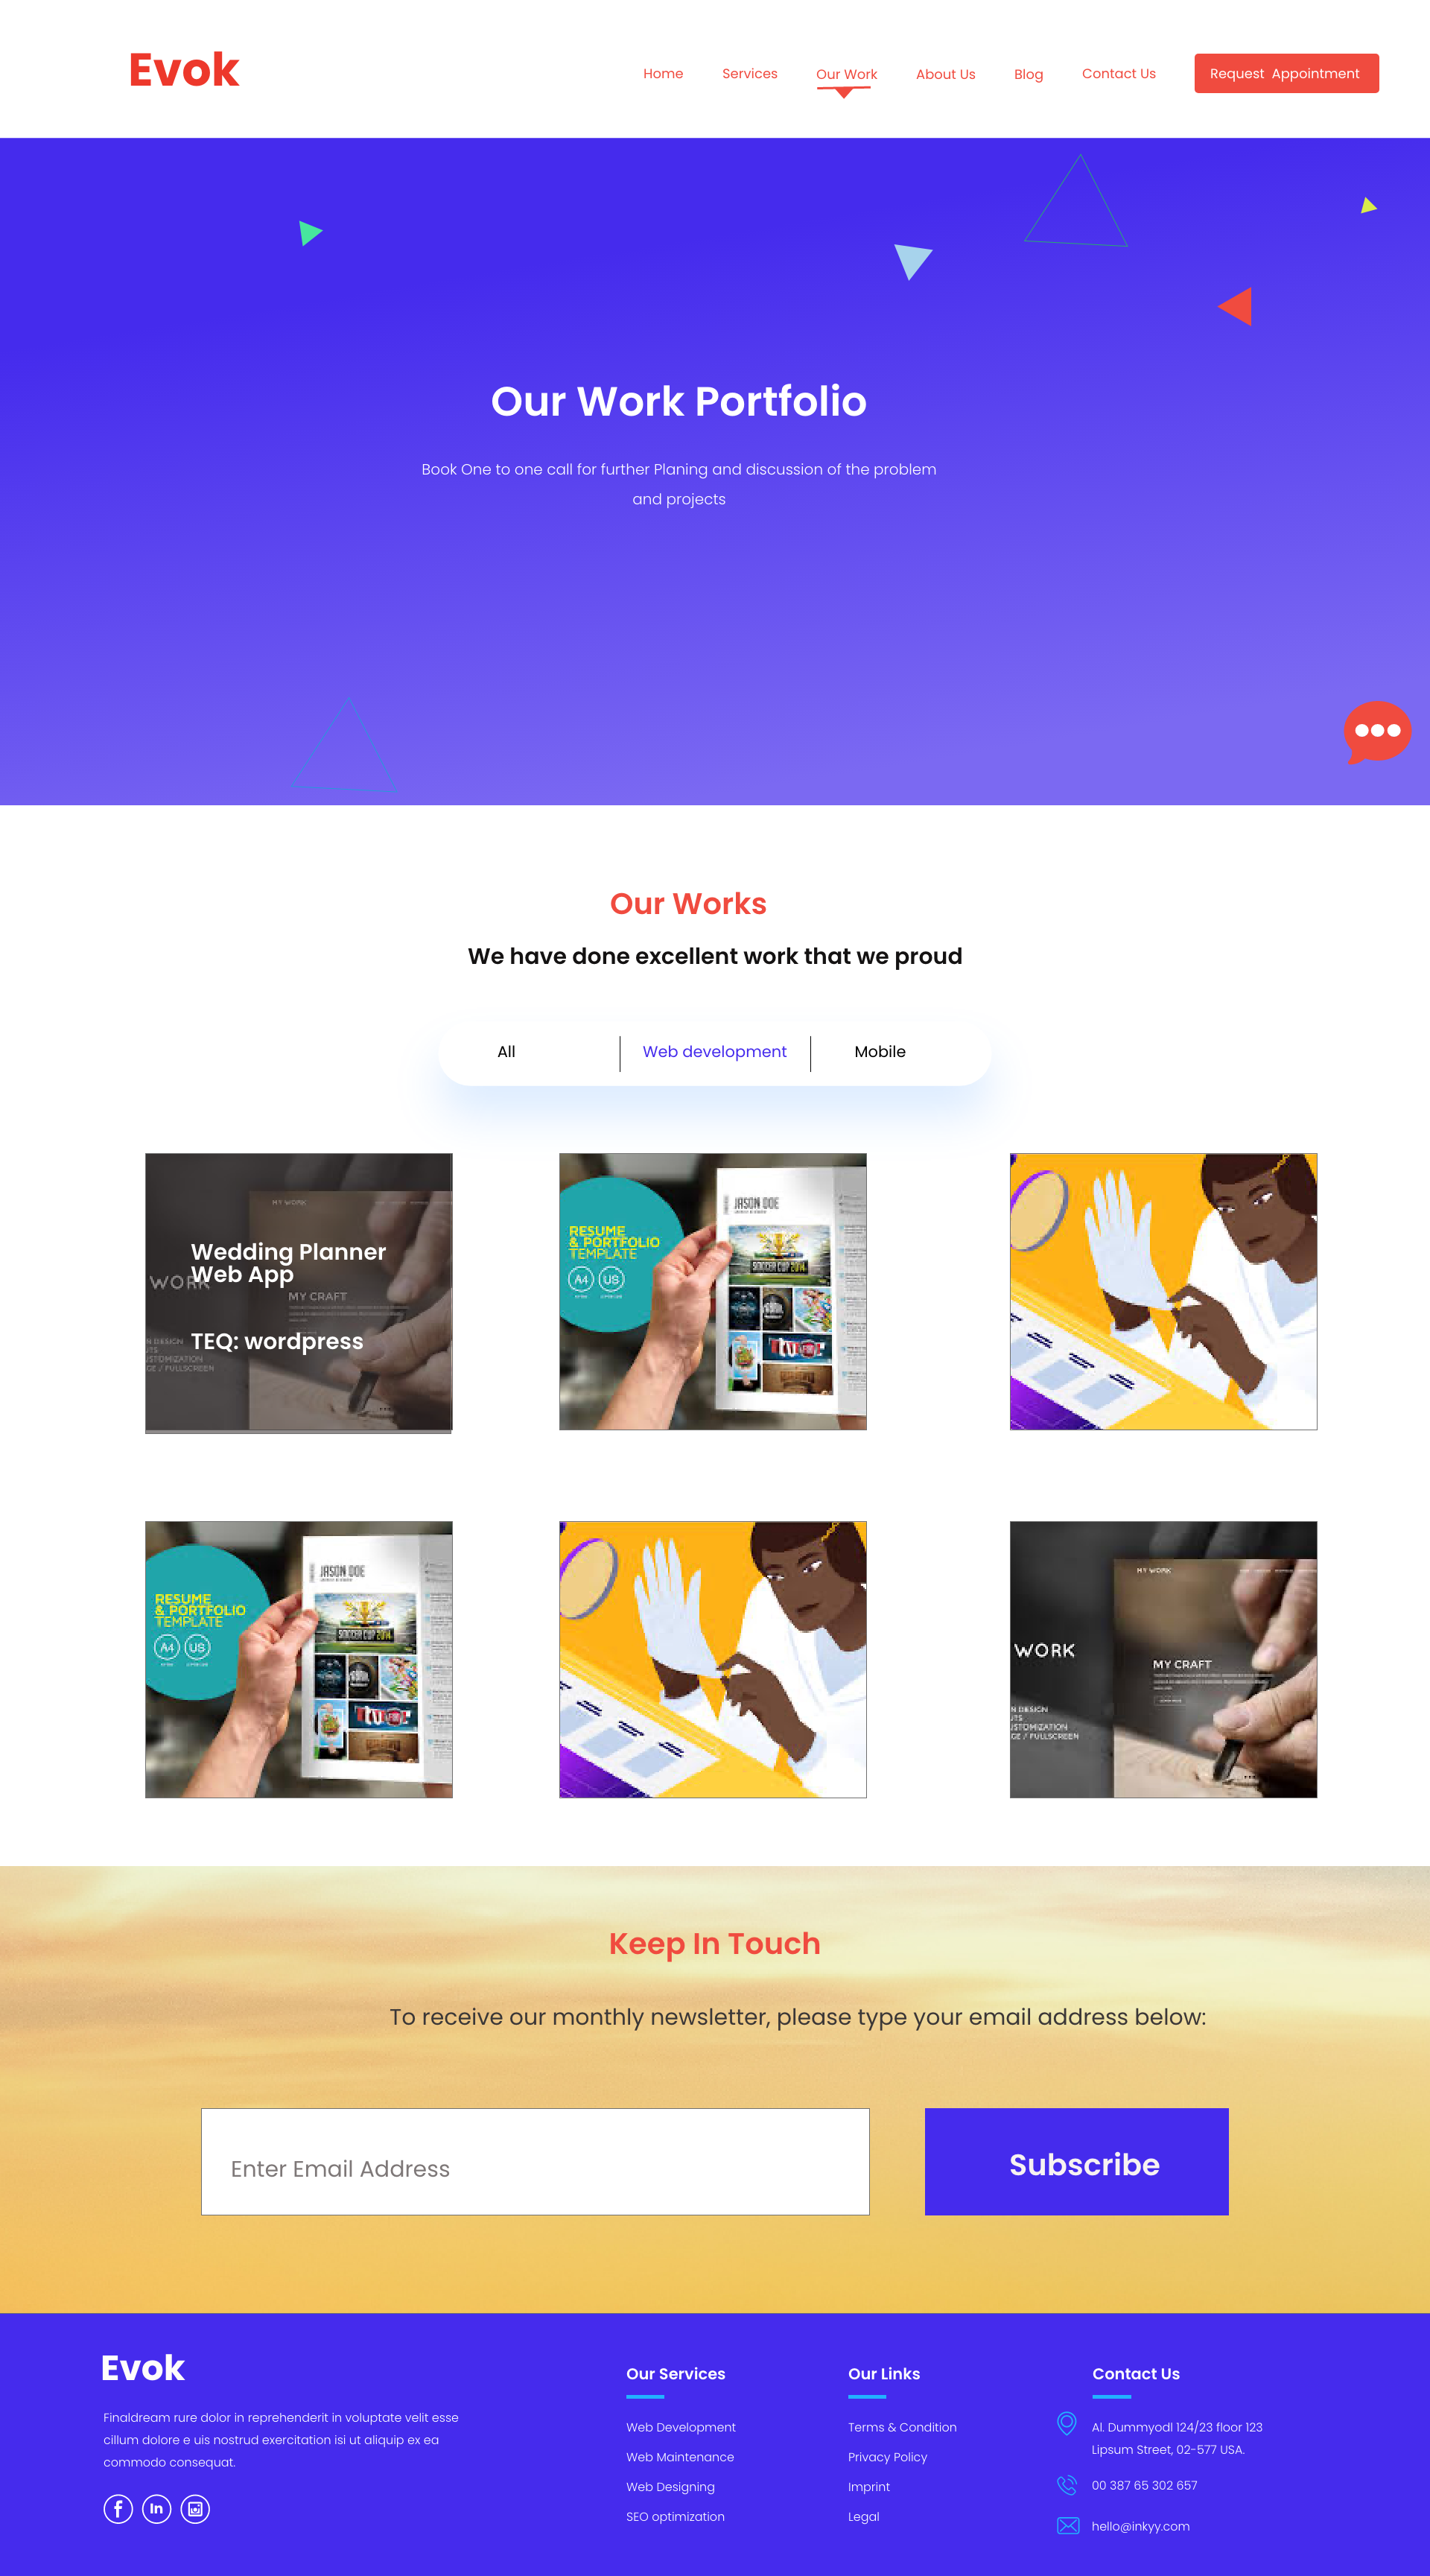 Evok
Home
Services
Our Work
About Us
Blog
Contact Us
Request Appointment
Our Work Portfolio
Book One to one call for further Planing and discussion of the problem
and projects
Our Works
We have done excellent work that we proud
All
Web development
Mobile
MY WORK
Wedding Planner
Web App
WORK
MY CRAFT
TEQ: wordpress
N DESIGN
UTS
USTOMIZATION
GE / FULLSCREEN
JASON DOE
RESUME
& PORTFOLIO
TEMPLATE
A4
US
SOCCER CUP 2014
JASON DOE
RESUME
& PORTFOLIO
TEMPLATE
A4
US
SOCCER CUP 2014
MY WORK
WORK
MY CRAFT
N DESIGN
UTS
USTOMIZATION
GE / FULLSCREEN
Keep In Touch
To receive our monthly newsletter, please type your email address below:
Enter Email Address
Subscribe
Evok
Finaldream rure dolor in reprehenderit in voluptate velit esse
cillum dolore e uis nostrud exercitation isi ut aliquip ex ea
commodo consequat.
f
in
Our Services
Web Development
Web Maintenance
Web Designing
SEO optimization
Our Links
Terms & Condition
Privacy Policy
Imprint
Legal
Contact Us
Al. Dummyodl 124/23 floor 123
Lipsum Street, 02-577 USA.
00 387 65 302 657
hello@inkyy.com